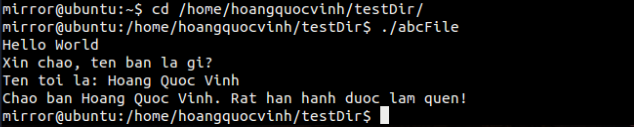 mirror@ubuntu:~$ cd /home/hoangquocvinh/testDir/
mirror@ubuntu:/home/hoangquocvinh/testDir$ ./abcFile
Hello World
Xin chao, ten ban la gi?
Ten toi la: Hoang Quoc Vinh
Chao ban Hoang Quoc Vinh. Rat han hanh duoc lam quen!
mirror@ubuntu:/home/hoangquocvinh/testDir$